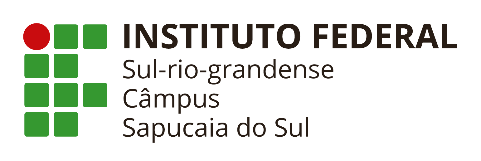 INSTITUTO FEDERAL
Sul-rio-grandense
Câmpus
Sapucaia do Sul